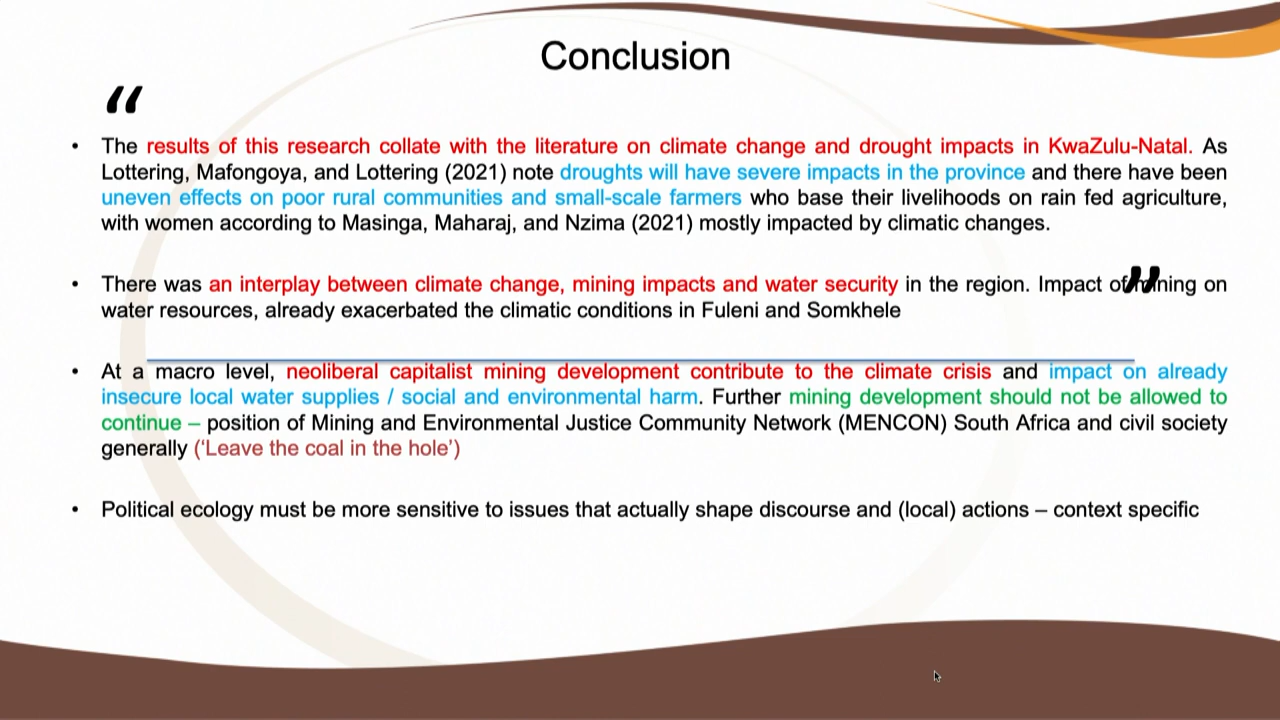 Conclusion
“
• The results of this research collate with the literature on climate change and drought impacts in KwaZulu-Natal. As
Lottering, Mafongoya, and Lottering (2021) note droughts will have severe impacts in the province and there have been
uneven effects on poor rural communities and small-scale farmers who base their livelihoods on rain fed agriculture,
with women according to Masinga, Maharaj, and Nzima (2021) mostly impacted by climatic changes.
• There was an interplay between climate change, mining impacts and water security in the region. Impact of mining on
”
water resources, already exacerbated the climatic conditions in Fuleni and Somkhele
• At a macro level, neoliberal capitalist mining development contribute to the climate crisis and impact on already
insecure local water supplies / social and environmental harm. Further mining development should not be allowed to
continue – position of Mining and Environmental Justice Community Network (MENCON) South Africa and civil society
generally (‘Leave the coal in the hole’)
• Political ecology must be more sensitive to issues that actually shape discourse and (local) actions – context specific